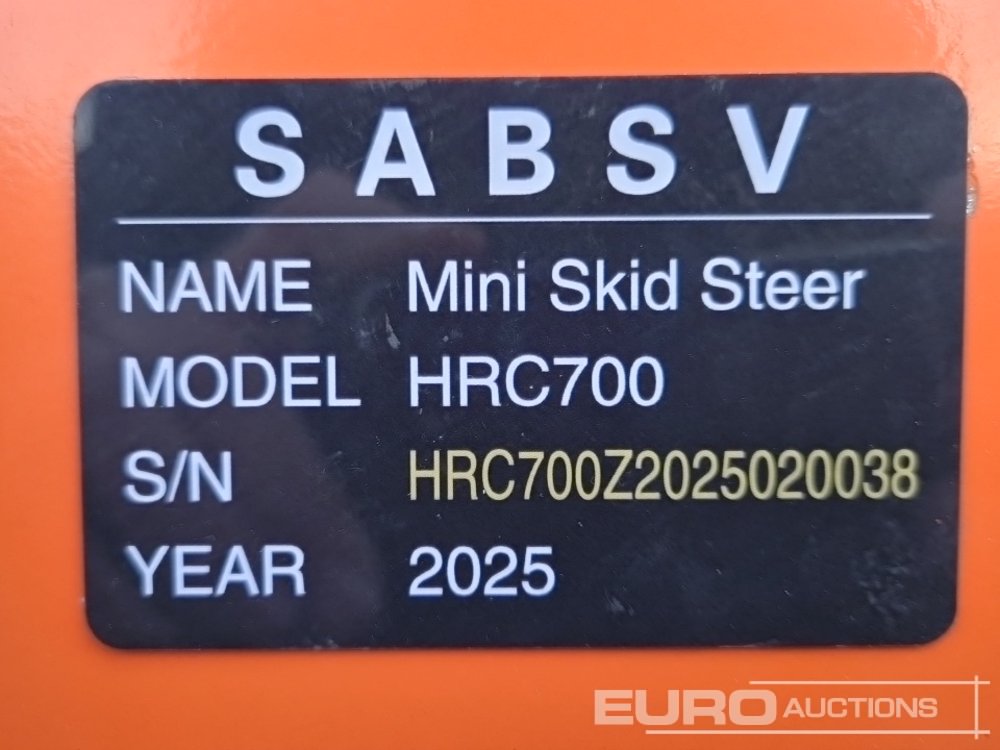 SABSV
NAME Mini Skid Steer
MODEL HRC700
S/N HRC700Z2025020038
YEAR 2025
EURO AUCTIONS